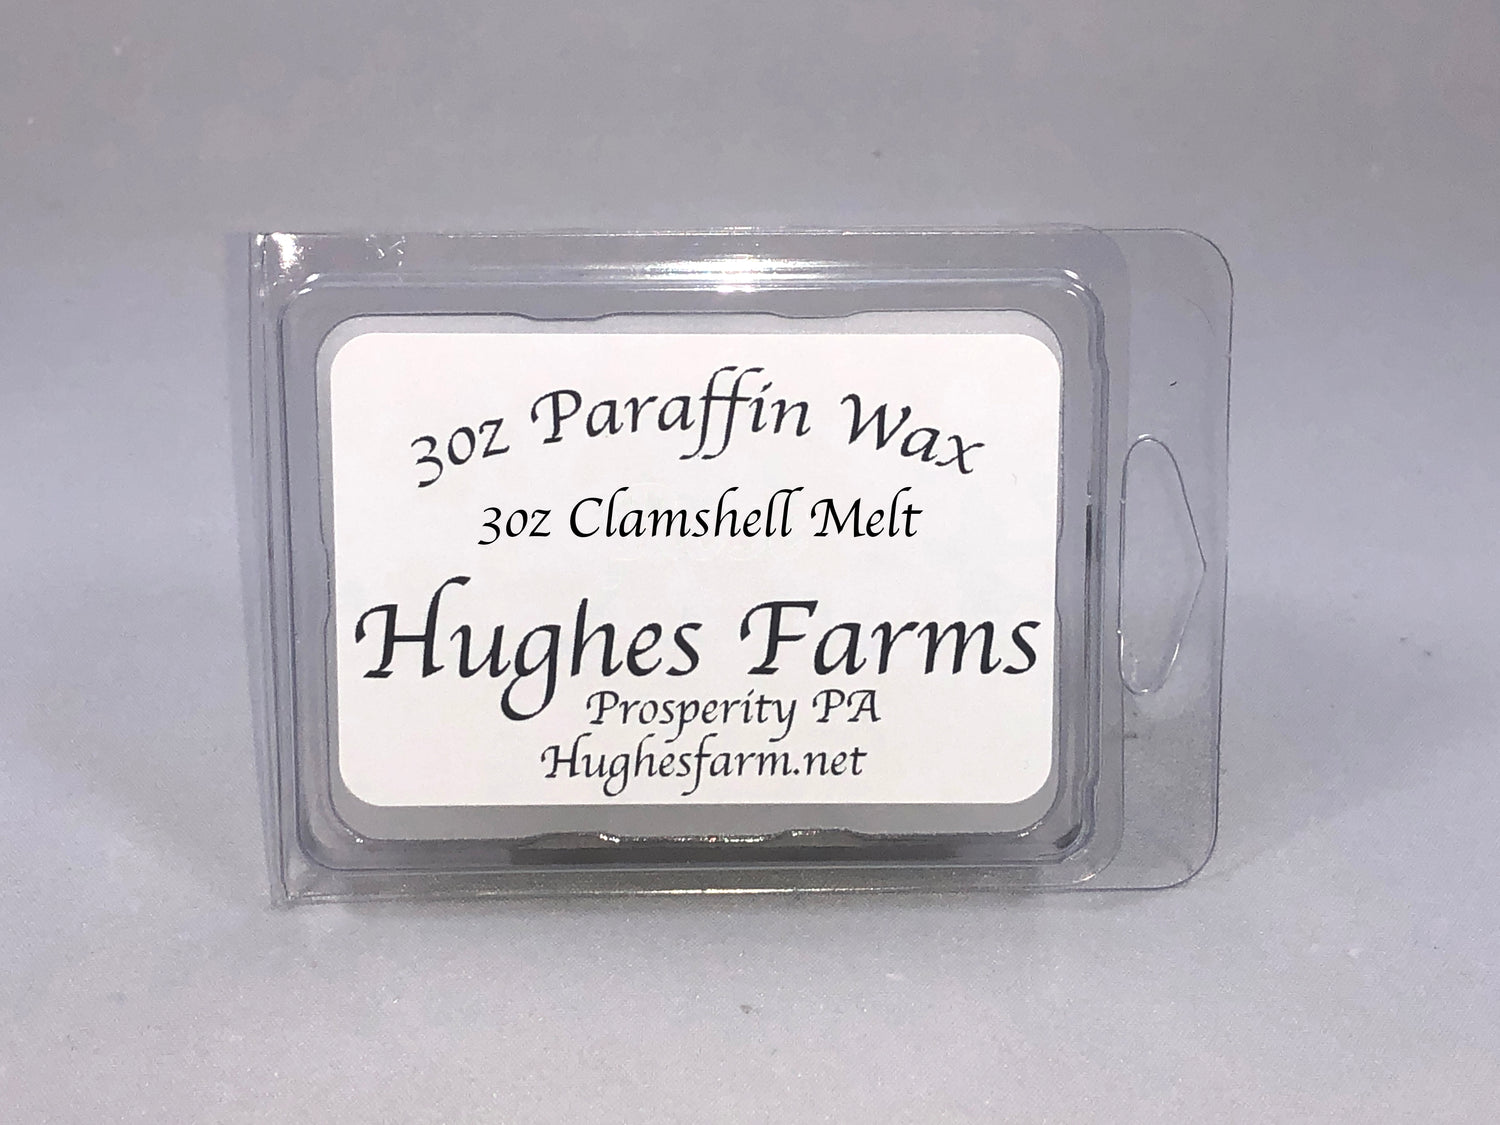 3oz Paraffin Wax
3oz Clamshell Melt
Hughes Farms
Prosperity PA
Hughesfarm.net